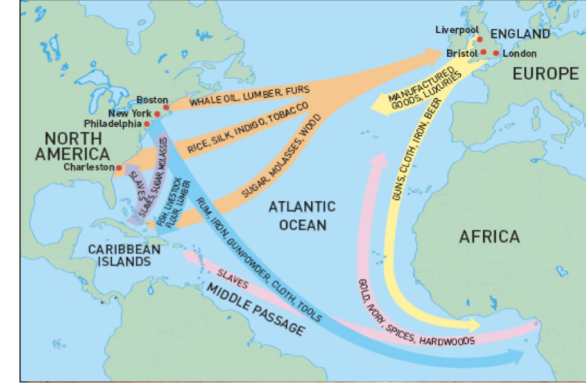 Liverpool
ENGLAND
Bristol
London
EUROPE
MANUFACTURED
GOODS, LUXURIES
Boston
New York
Philadelphia
WHALE OIL, LUMBER, FURS
RICE, SILK, INDIGO, TOBACCO
SUGAR, MOLASSES, WOOD
GUNS, CLOTH, IRON, BEER
NORTH
AMERICA
Charleston
SLAVES
SLAVES, SUGAR, MOLASSES
FISH, LIVESTOCK
FLOUR, LUMBER
RUM, IRON, GUNPOWDER, CLOTH, TOOLS
ATLANTIC
OCEAN
AFRICA
CARIBBEAN
ISLANDS
SLAVES
MIDDLE PASSAGE
GOLD, IVORY, SPICES, HARDWOODS